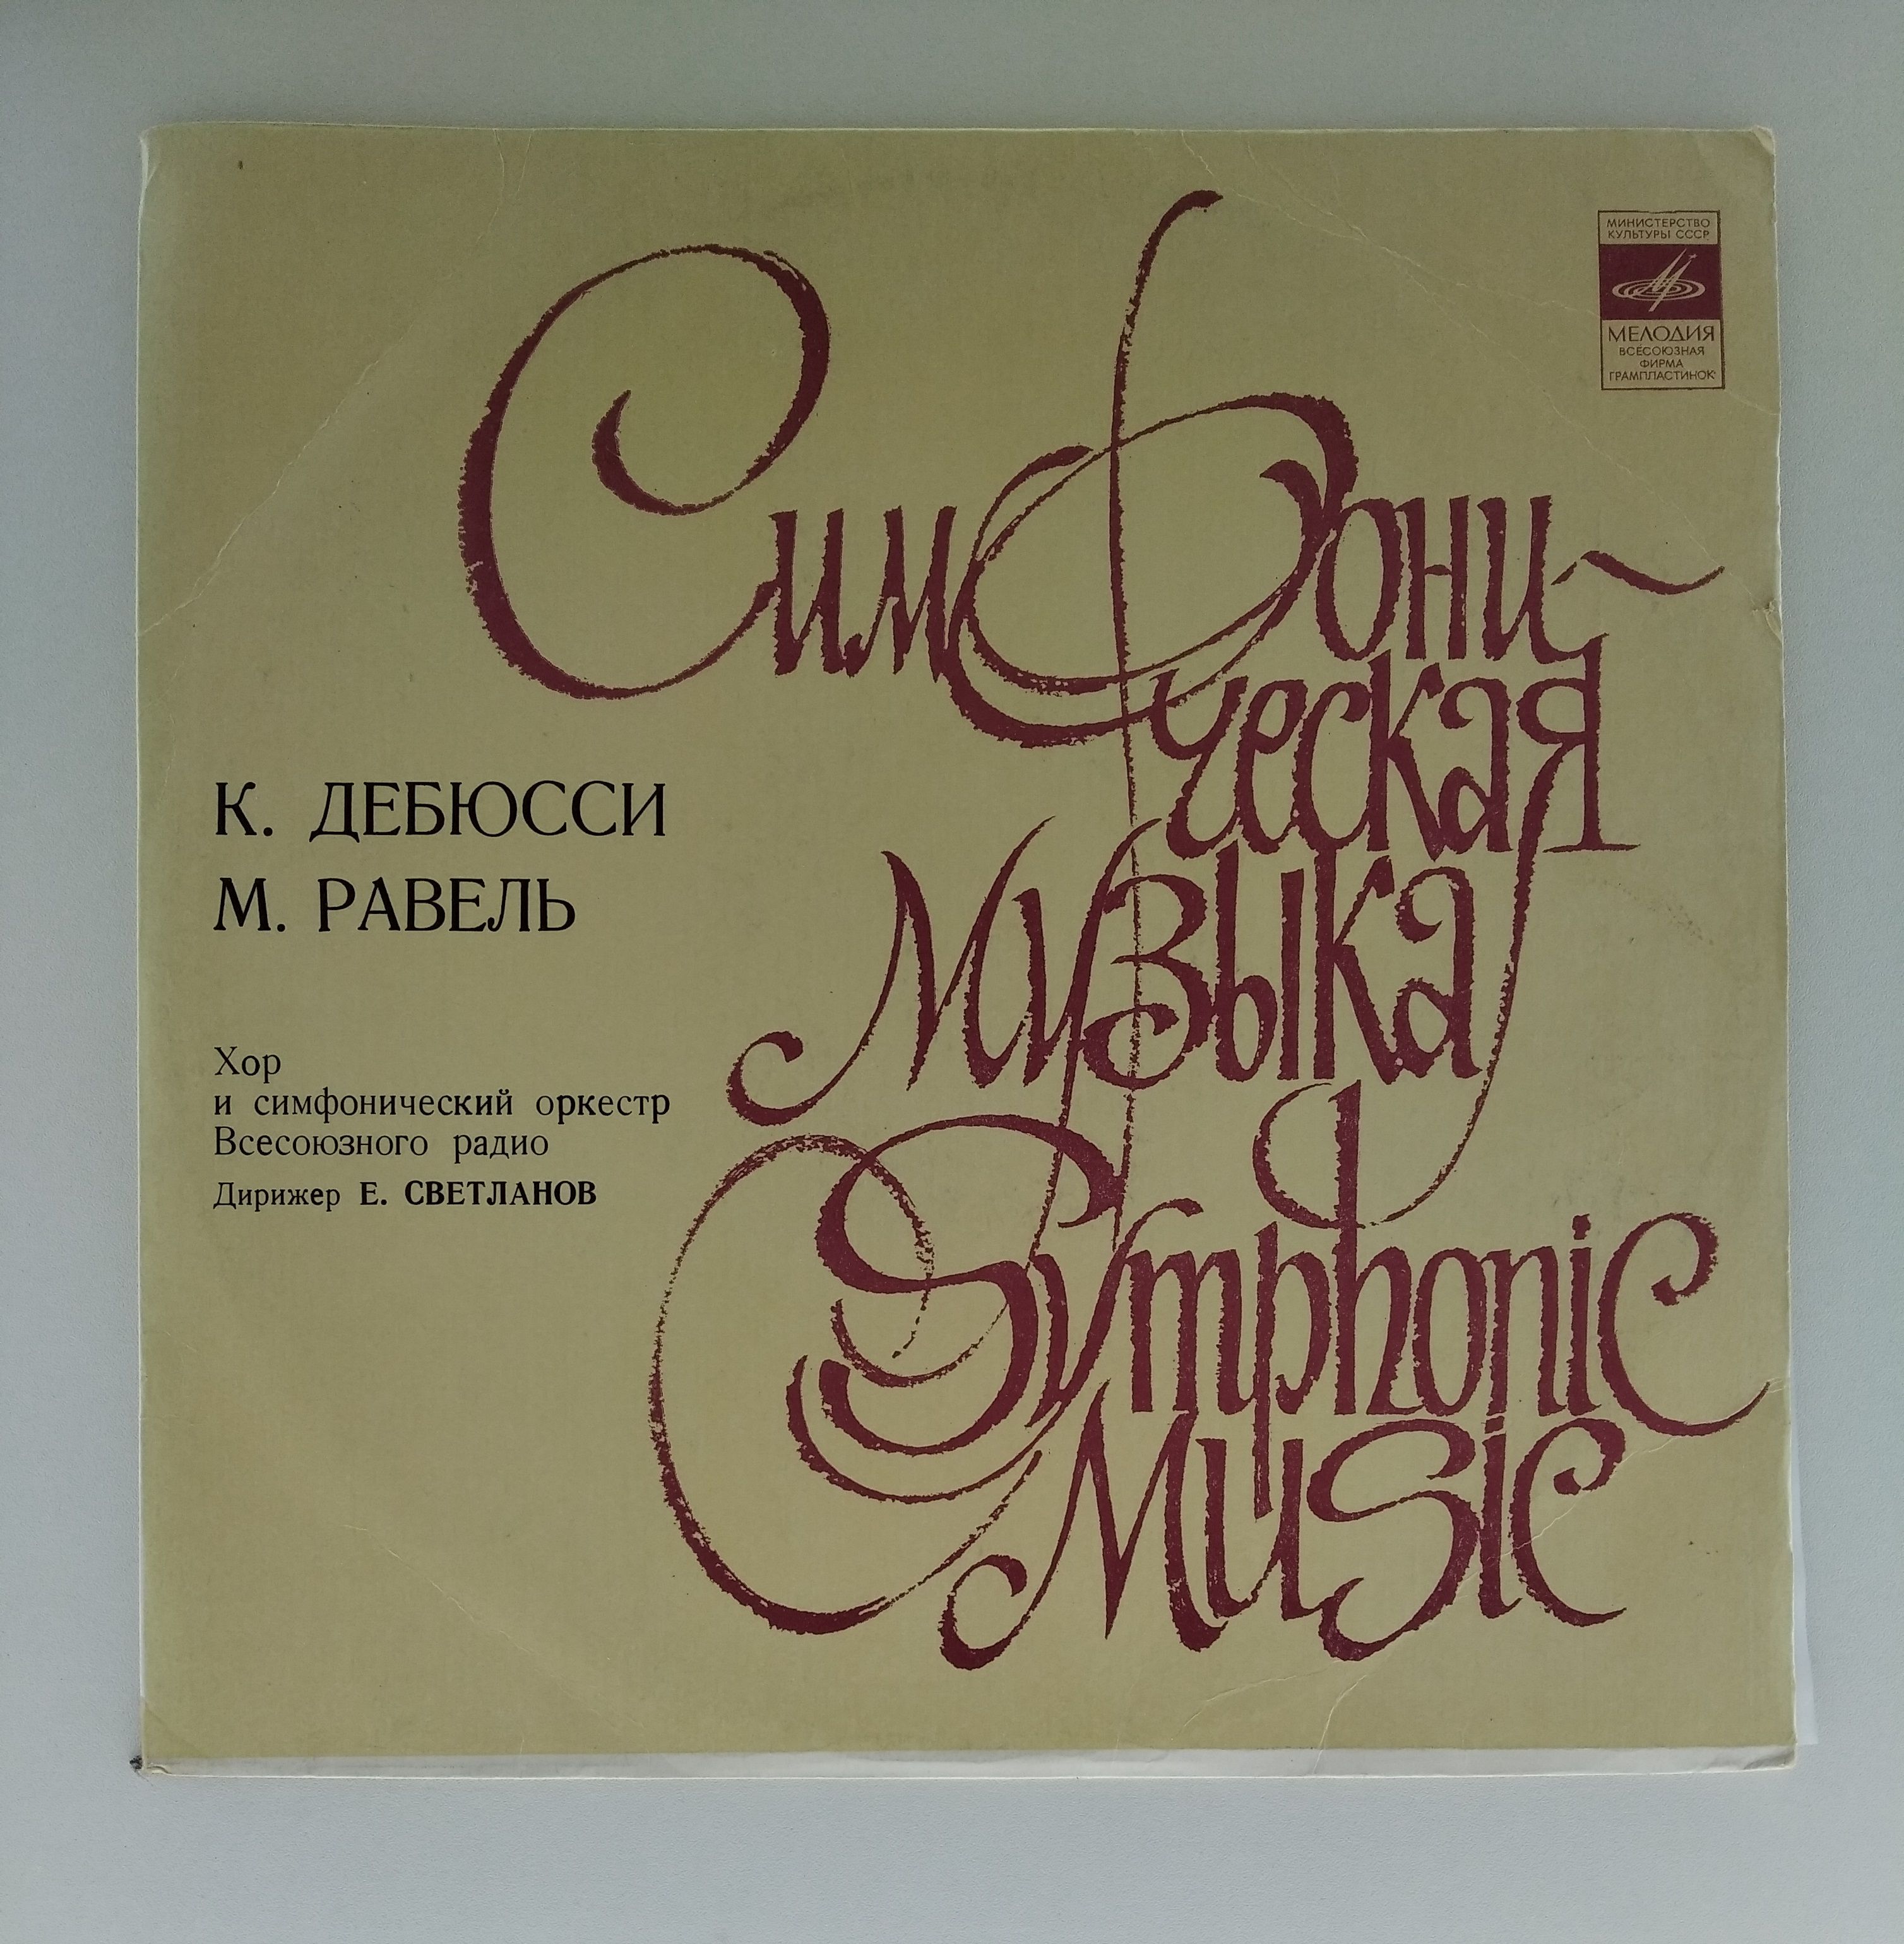 МИНИСТЕРСТВО
КУЛЬТУРЫ СССР
МЕЛОДИЯ
ВСЕСОЮЗНАЯ
ФИРМА
ГРАМПЛАСТИНОК
Симфони-
ческая
Музыка
К. ДЕБЮССИ
М. РАВЕЛЬ
Хор
и симфонический оркестр
Всесоюзного радио
Дирижер Е. СВЕТЛАНОВ
Symphonic
Music